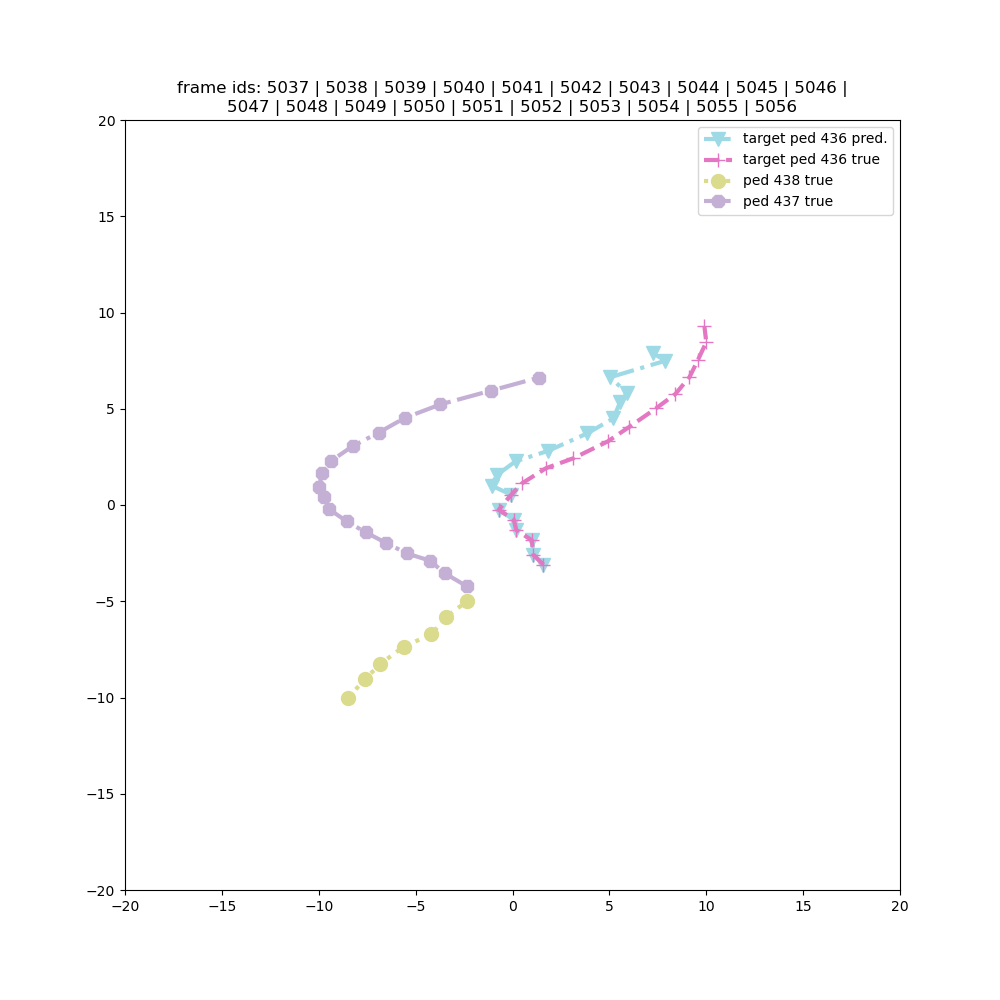 frame ids: 5037 | 5038 | 5039 | 5040 | 5041 | 5042 | 5043 | 5044 | 5045 | 5046 |
5047 | 5048 | 5049 | 5050 | 5051 | 5052 | 5053 | 5054 | 5055 | 5056
target ped 436 pred.
target ped 436 true
ped 438 true
ped 437 true
20
15
10
5
0
−5
−10
−15
−20
−20 −15 −10 −5 0 5 10 15 20